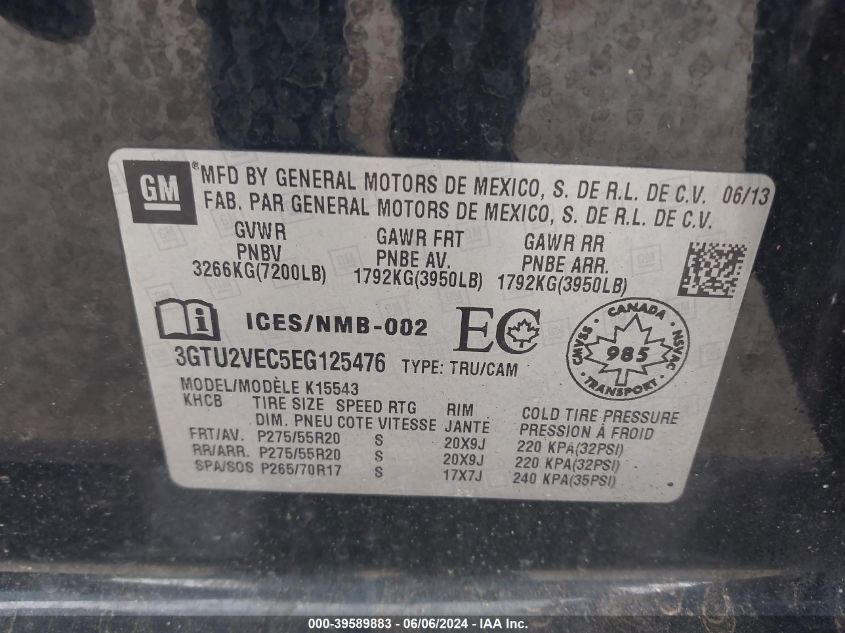 GM ® MFD BY GENERAL MOTORS DE MEXICO, S. DE R.L. DE C.V. 06/13
FAB. PAR GENERAL MOTORS DE MEXICO, S. DE R.L. DE C.V.
GVWR GAWR FRT GAWR RR
PNBV PNBE AV. PNBE ARR.
3266KG(7200LB) 1792KG(3950LB) 1792KG(3950LB)
i ICES/NMB-002 EC
CANADA
SVAC NSVAC
985
TRANSPORT
3GTU2VEC5EG125476 TYPE: TRU/CAM
MODEL/MODÈLE K15543
KHCB TIRE SIZE SPEED RTG RIM COLD TIRE PRESSURE
DIM. PNEU COTE VITESSE JANTE PRESSION À FROID
FRT/AV. P275/55R20 S 20X9J 220 KPA(32PSI)
RR/ARR. P275/55R20 S 20X9J 220 KPA(32PSI)
SPA/SOS P265/70R17 S 17X7J 240 KPA(35PSI)
000-39589883 - 06/06/2024 - © IAA Inc.